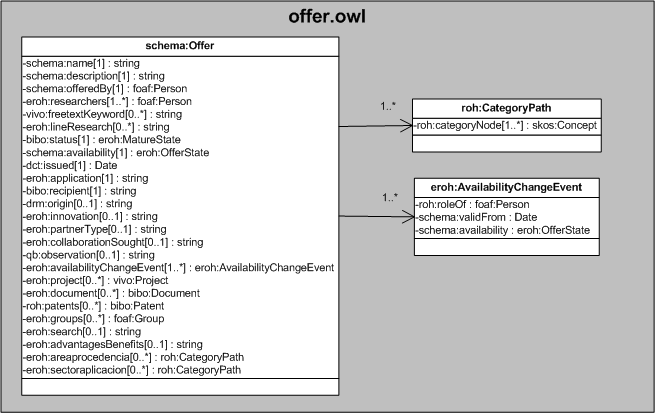 offer.owl
schema:Offer
-schema:name[1] : string
-schema:description[1] : string
-schema:offeredBy[1] : foaf:Person
-eroh:researchers[1..*] : foaf:Person
-vivo:freetextKeyword[0..*] : string
-eroh:lineResearch[0..*] : string
-bibo:status[1] : eroh:MatureState
-schema:availability[1] : eroh:OfferState
-dct:issued[1] : Date
-eroh:application[1] : string
-bibo:recipient[1] : string
-drm:origin[0..1] : string
-eroh:innovation[0..1] : string
-eroh:partnerType[0..1] : string
-eroh:collaborationSought[0..1] : string
-qb:observation[0..1] : string
-eroh:availabilityChangeEvent[1..*] : eroh:AvailabilityChangeEvent
-eroh:project[0..*] : vivo:Project
-eroh:document[0..*] : bibo:Document
-roh:patents[0..*] : bibo:Patent
-eroh:groups[0..*] : foaf:Group
-eroh:search[0..1] : string
-eroh:advantagesBenefits[0..1] : string
-eroh:areaprocedencia[0..*] : roh:CategoryPath
-eroh:sectoraplicacion[0..*] : roh:CategoryPath
1..*
roh:CategoryPath
-roh:categoryNode[1..*] : skos:Concept
1..*
eroh:AvailabilityChangeEvent
-roh:roleOf : foaf:Person
-schema:validFrom : Date
-schema:availability : eroh:OfferState